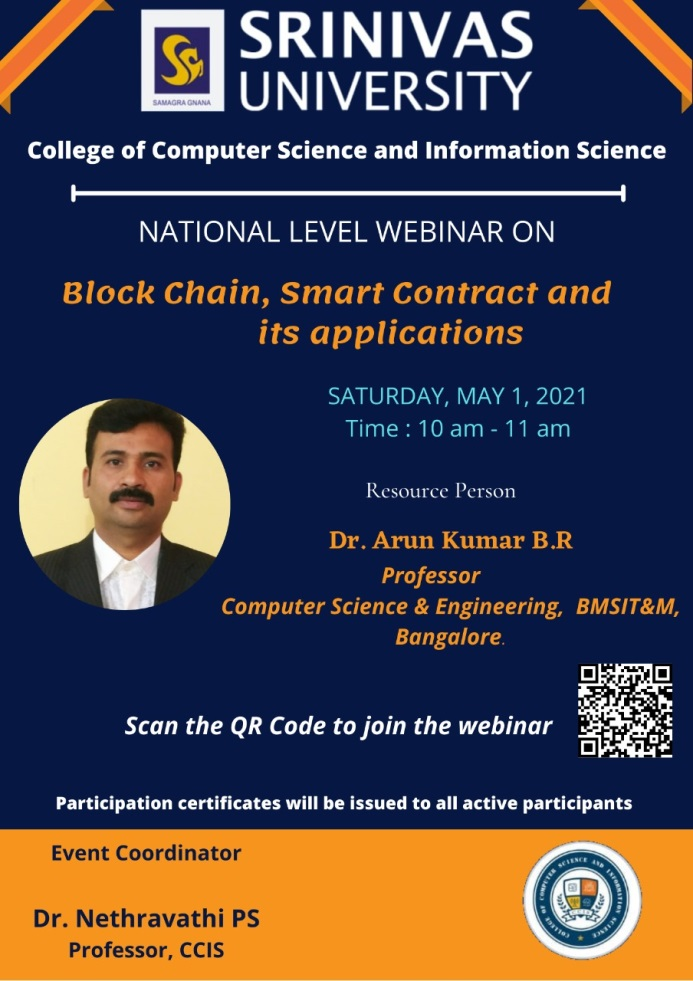 SRINIVAS
UNIVERSITY
SAMAGRA GNANA
College of Computer Science and Information Science
NATIONAL LEVEL WEBINAR ON
Block Chain, Smart Contract and
its applications
SATURDAY, MAY 1, 2021
Time : 10 am - 11 am
Resource Person
Dr. Arun Kumar B.R
Professor
Computer Science & Engineering, BMSIT&M,
Bangalore.
Scan the QR Code to join the webinar
Participation certificates will be issued to all active participants
Event Coordinator
Dr. Nethravathi PS
Professor, CCIS
COLLEGE OF COMPUTER SCIENCE AND INFORMATION SCIENCE